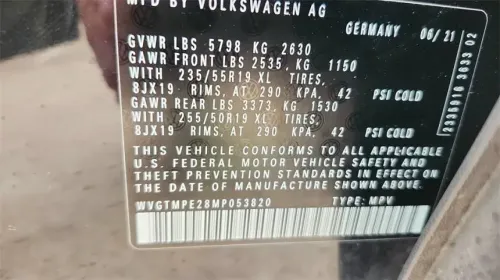 MFD BY VOLKSWAGEN AG
GERMANY 06/21
GVWR LBS 5798 KG 2630
GAWR FRONT LBS 2535, KG 1150
WITH 235/55R19 XL TIRES,
8JX19 RIMS, AT 290 KPA, 42 PSI COLD
GAWR REAR LBS 3373, KG 1530
WITH 255/50R19 XL TIRES,
8JX19 RIMS, AT 290 KPA, 42 PSI COLD
THIS VEHICLE CONFORMS TO ALL APPLICABLE
U.S. FEDERAL MOTOR VEHICLE SAFETY AND
THEFT PREVENTION STANDARDS IN EFFECT
DATE OF MANUFACTURE SHOWN ABOVE
WVGTMPE28MP053820 TYPE: MPV